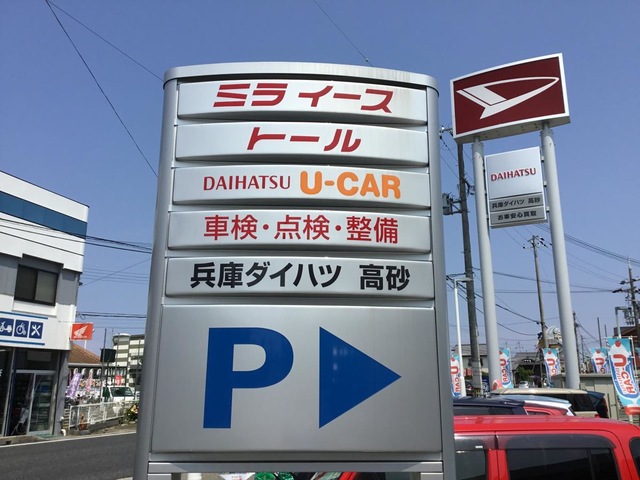 ミライース
トール
DAIHATSU U-CAR
車検・点検・整備
兵庫ダイハツ 高砂
P
DAIHATSU
兵庫ダイハツ 高砂
お車安心買取
U-CAR